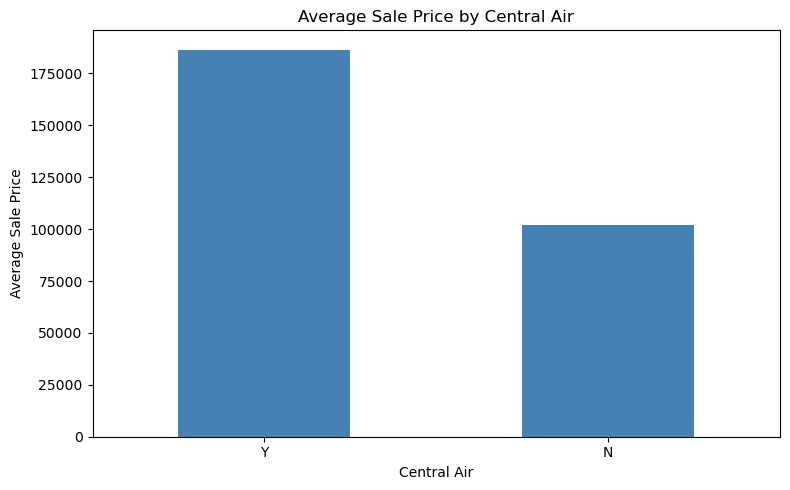 Average Sale Price by Central Air
Average Sale Price
175000
150000
125000
100000
75000
50000
25000
0
Y
N
Central Air